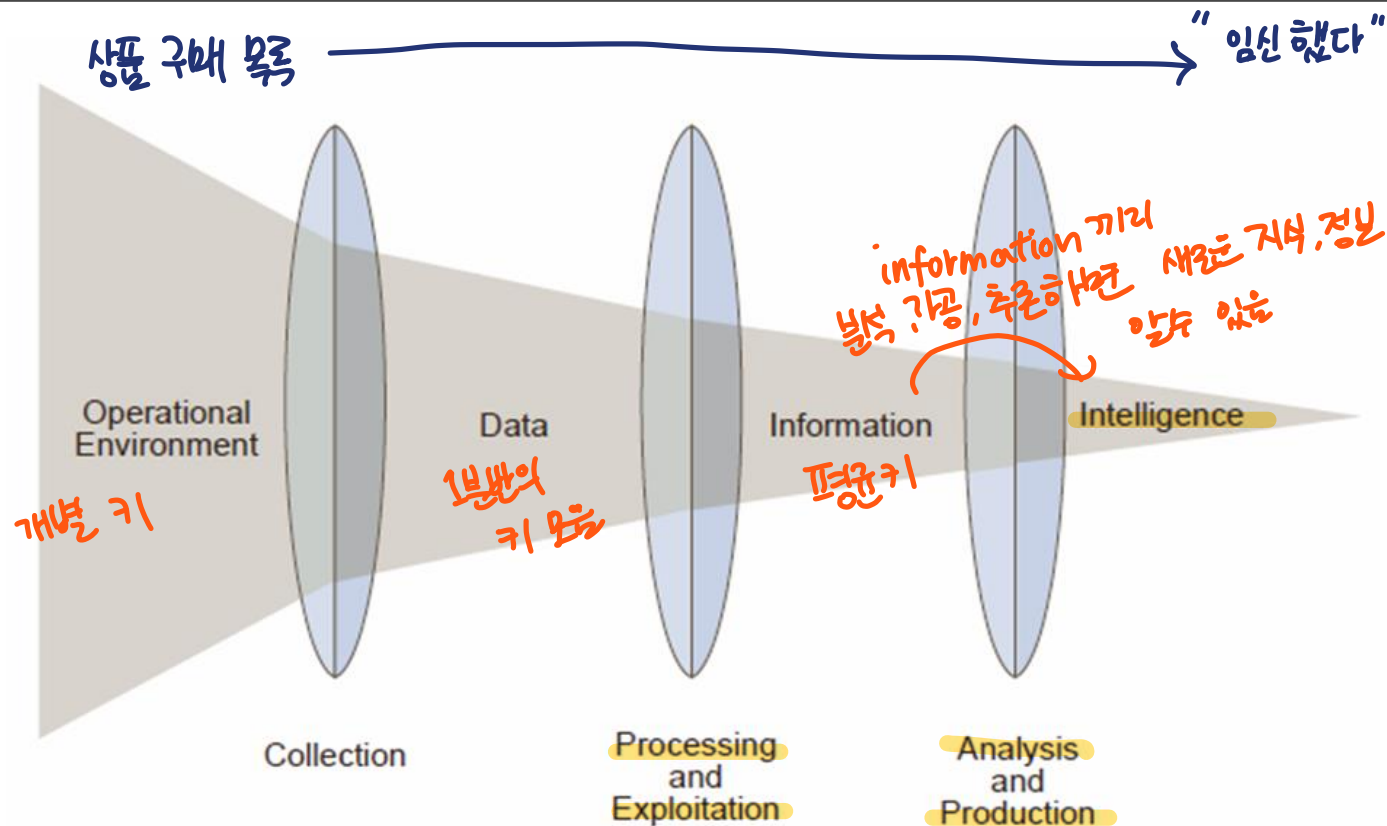 상품 구매 목록
"임신 했다"
information 끼리
분석, 가공, 추론하면 새로운 지식, 정보
알수 있음
Operational
Environment
Data
Information
Intelligence
개별 키
1분반의
키 모음
평균키
Collection
Processing
and
Exploitation
Analysis
and
Production